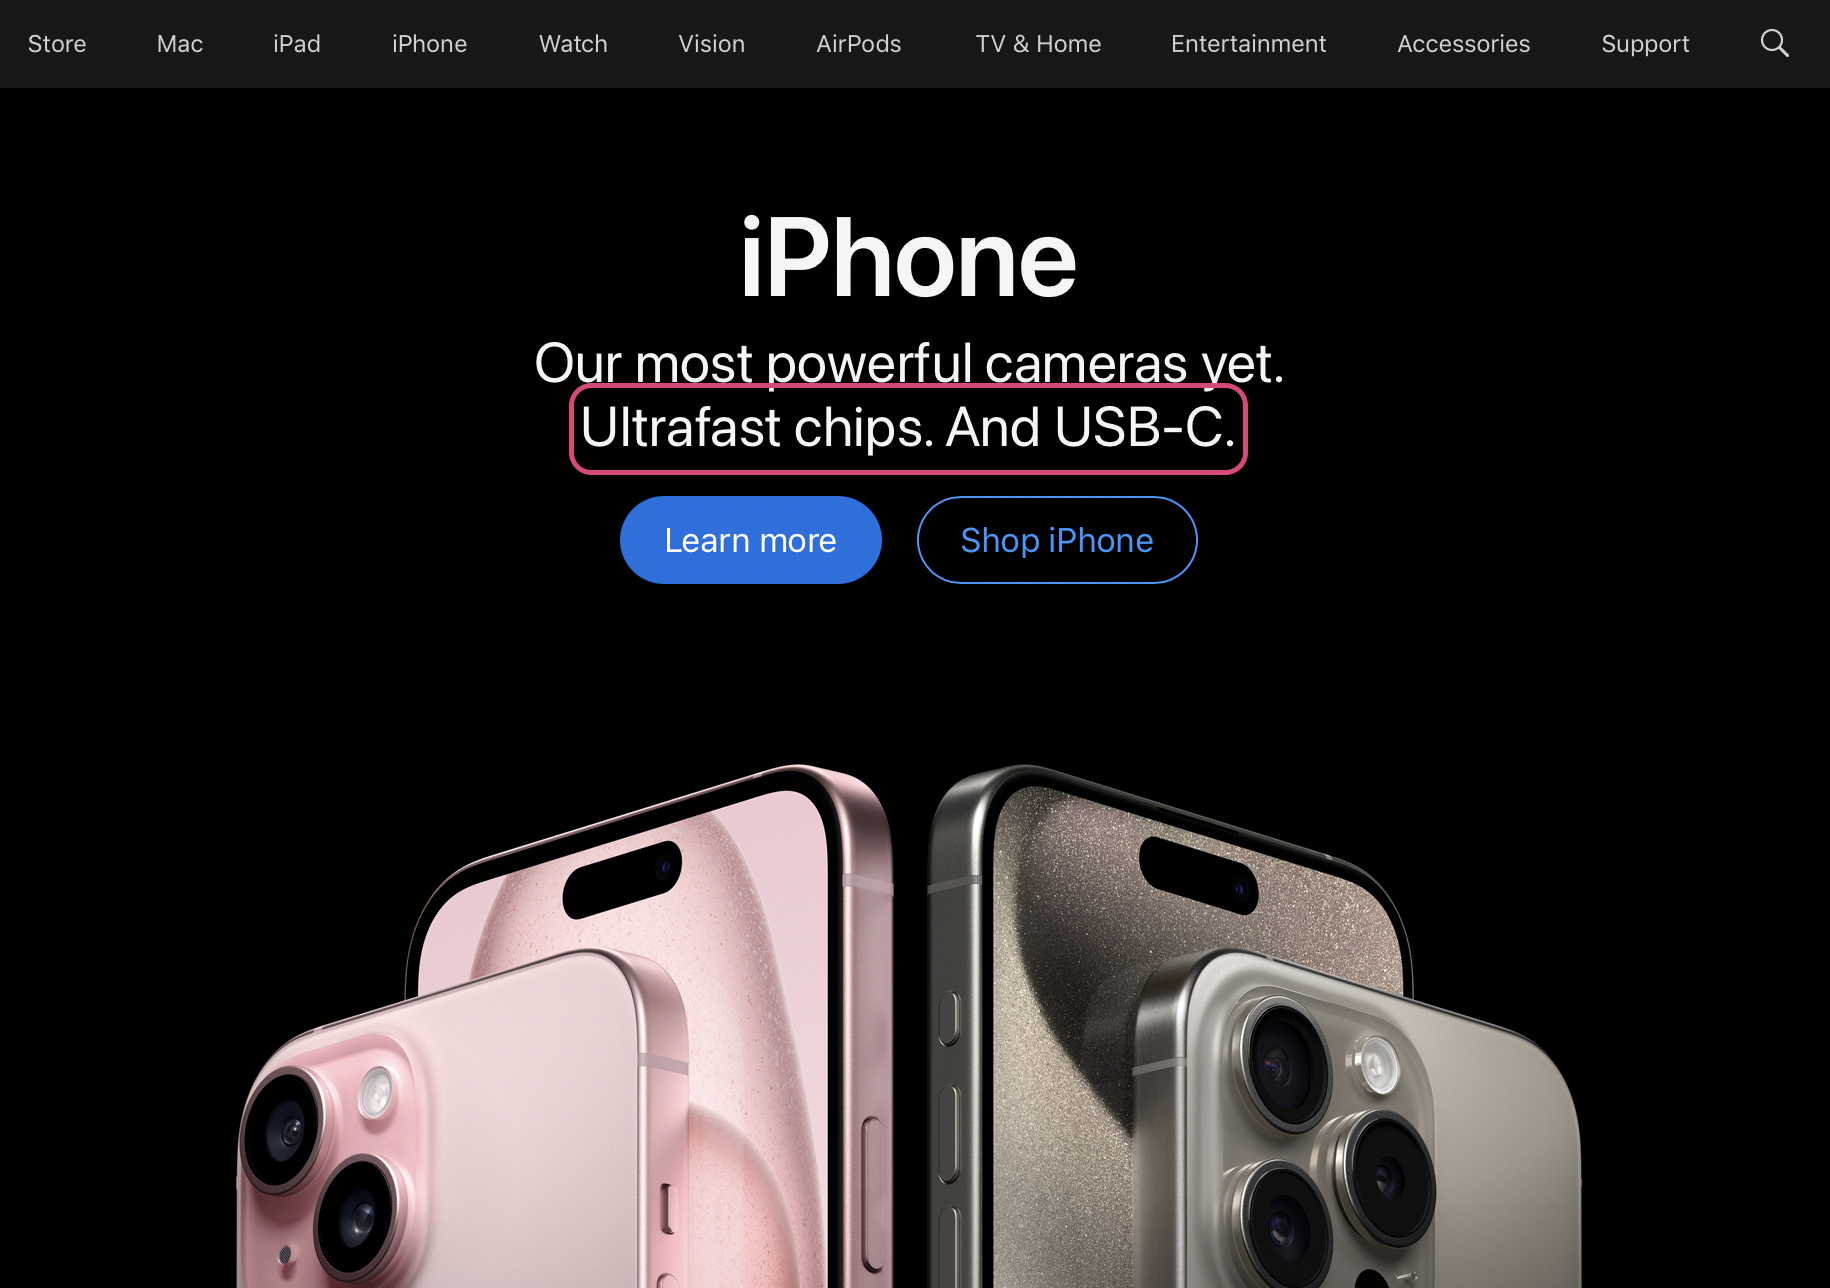 Store Mac iPad iPhone Watch Vision AirPods TV & Home Entertainment Accessories Support
iPhone
Our most powerful cameras yet.
Ultrafast chips. And USB-C.
Learn more Shop iPhone